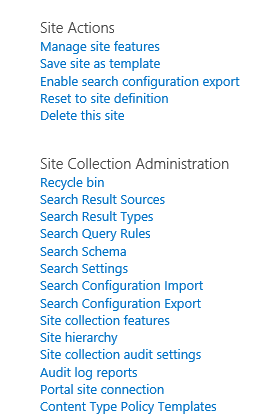 Site Actions
Manage site features
Save site as template
Enable search configuration export
Reset to site definition
Delete this site
Site Collection Administration
Recycle bin
Search Result Sources
Search Result Types
Search Query Rules
Search Schema
Search Settings
Search Configuration Import
Search Configuration Export
Site collection features
Site hierarchy
Site collection audit settings
Audit log reports
Portal site connection
Content Type Policy Templates